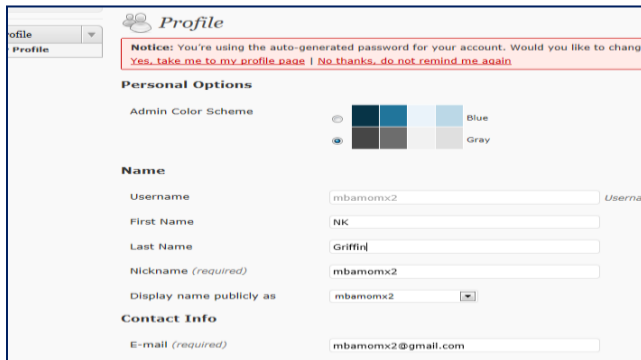 Profile
ofile
Profile
Notice: You're using the auto-generated password for your account. Would you like to chang
Yes, take me to my profile page | No thanks, do not remind me again
Personal Options
Admin Color Scheme
Blue
Gray
Name
Username mbamomx2 Userna
First Name NK
Last Name Griffin
Nickname (required) mbamomx2
Display name publicly as mbamomx2
Contact Info
E-mail (required) mbamomx2@gmail.com